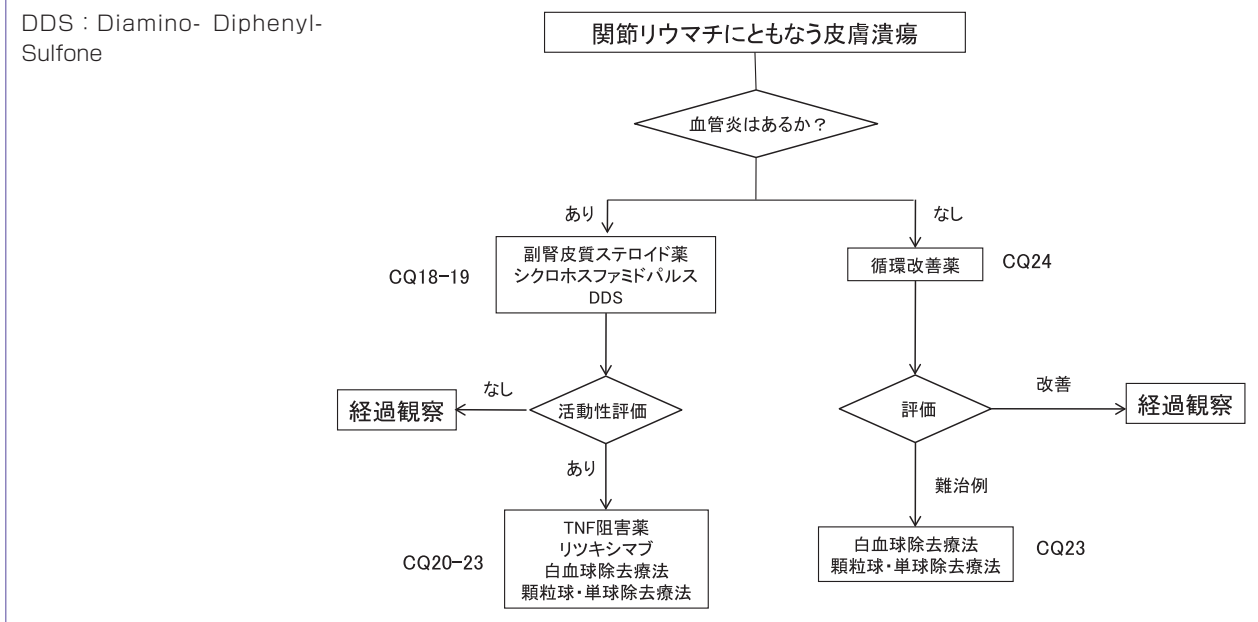 DDS：Diamino- Diphenyl-
Sulfone
関節リウマチにともなう皮膚潰瘍
血管炎はあるか？
あり
なし
CQ18-19
副腎皮質ステロイド薬
シクロホスファミドパルス
DDS
循環改善薬
CQ24
経過観察
なし
活動性評価
評価
改善
経過観察
あり
難治例
CQ20-23
TNF阻害薬
リツキシマブ
白血球除去療法
顆粒球・単球除去療法
白血球除去療法
顆粒球・単球除去療法
CQ23